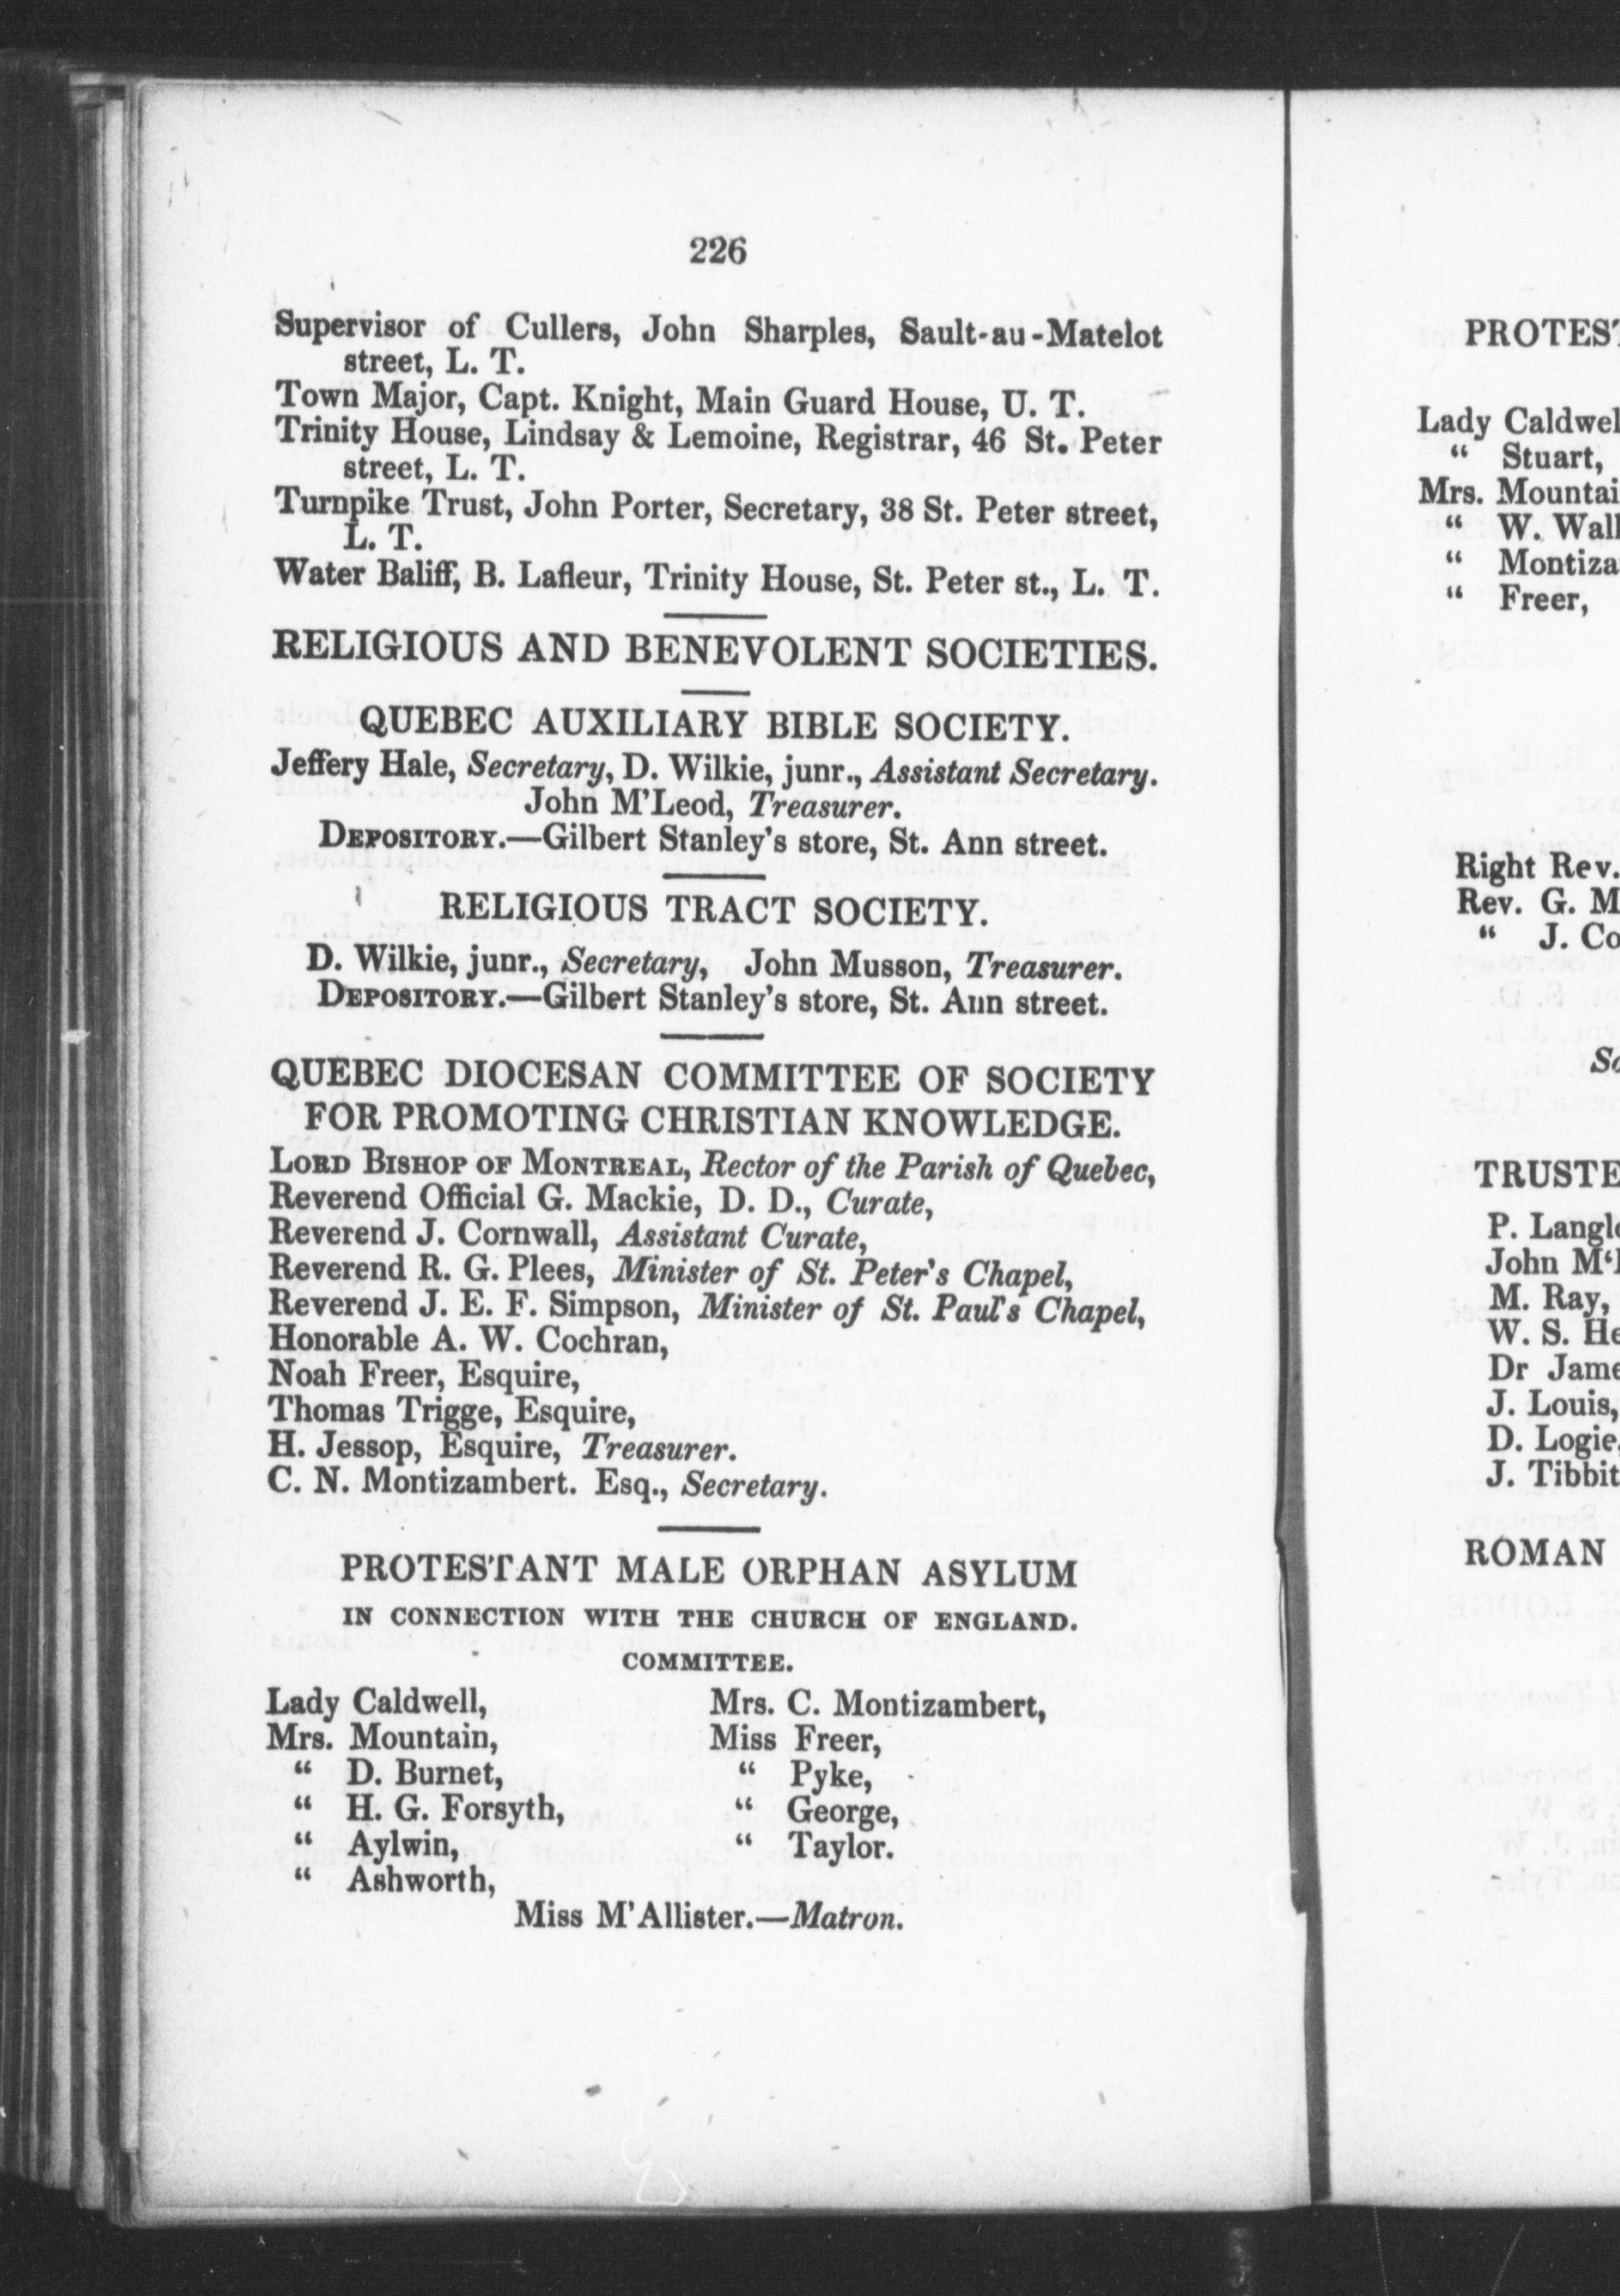 226
Supervisor of Cullers, John Sharples, Sault-au-Matelot
street, L. T.
Town Major, Capt. Knight, Main Guard House, U. T.
Trinity House, Lindsay & Lemoine, Registrar, 46 St. Peter
street, L. T.
Turnpike Trust, John Porter, Secretary, 38 St. Peter street,
L. T.
Water Baliff, B. Lafleur, Trinity House, St. Peter st., L. T.
RELIGIOUS AND BENEVOLENT SOCIETIES.
QUEBEC AUXILIARY BIBLE SOCIETY.
Jeffery Hale, Secretary, D. Wilkie, junr., Assistant Secretary.
John M'Leod, Treasurer.
DEPOSITORY.—Gilbert Stanley's store, St. Ann street.
RELIGIOUS TRACT SOCIETY.
D. Wilkie, junr., Secretary, John Musson, Treasurer.
DEPOSITORY.—Gilbert Stanley's store, St. Ann street.
QUEBEC DIOCESAN COMMITTEE OF SOCIETY
FOR PROMOTING CHRISTIAN KNOWLEDGE.
LORD BISHOP OF MONTREAL, Rector of the Parish of Quebec,
Reverend Official G. Mackie, D. D., Curate,
Reverend J. Cornwall, Assistant Curate,
Reverend R. G. Plees, Minister of St. Peter's Chapel,
Reverend J. E. F. Simpson, Minister of St. Paul's Chapel,
Honorable A. W. Cochran,
Noah Freer, Esquire,
Thomas Trigge, Esquire,
H. Jessop, Esquire, Treasurer.
C. N. Montizambert. Esq., Secretary.
PROTESTANT MALE ORPHAN ASYLUM
IN CONNECTION WITH THE CHURCH OF ENGLAND.
COMMITTEE.
Lady Caldwell,
Mrs. Mountain,
" D. Burnet,
" H. G. Forsyth,
" Aylwin,
" Ashworth,
Mrs. C. Montizambert,
Miss Freer,
" Pyke,
" George,
" Taylor.
Miss M'Allister.—Matron.
PROTEST
Lady Caldwel
" Stuart,
Mrs. Mountai
" W. Wall
" Montiza
" Freer,
Right Rev.
Rev. G. M
" J. Co
TRUSTE
P. Langl
John M'
M. Ray,
W. S. He
Dr Jame
J. Louis,
D. Logie,
J. Tibbit
ROMAN